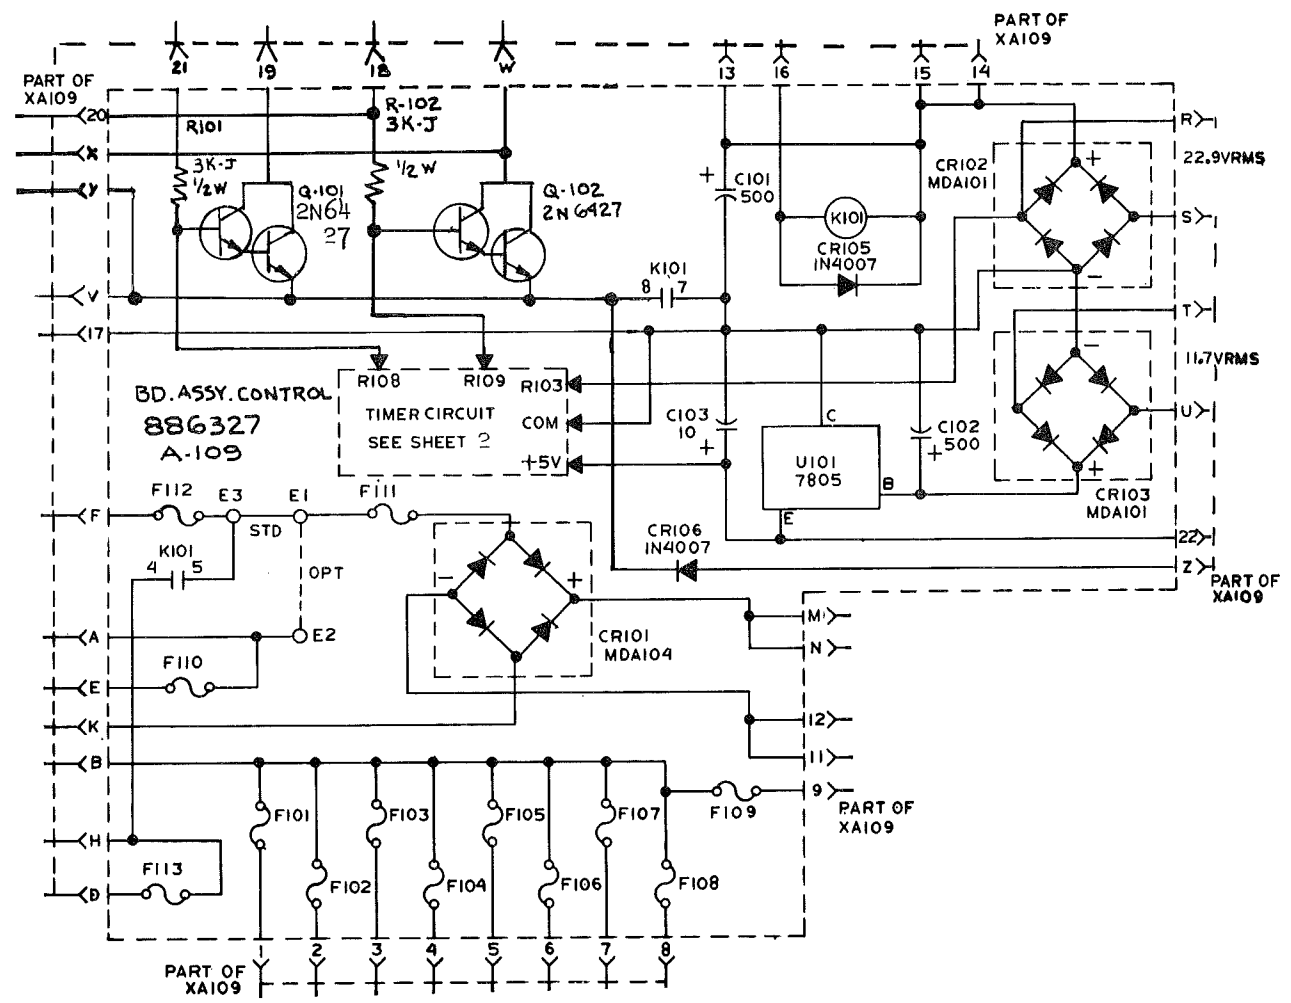 PART OF
XA109
21
19
18
W
13
16
15
14
PART OF
XA109
20
X
Y
V
17
R101
3K-J
1/2W
R-102
3K-J
1/2 W
Q-101
2N64
27
Q-102
2N6427
+
C101
500
K101
CR105
1N4007
CR102
MDA101
+
-
R
22.9VRMS
S
K101
8
7
T
11.7VRMS
U
-
+
CR103
MDA101
BD. ASSY. CONTROL
886327
A-109
R108
R109
R103
TIMER CIRCUIT
COM
SEE SHEET 2
+5V
C103
10
+
C
U101
7805
B
E
C102
+ 500
22
Z
PART OF
XA109
CR106
1N4007
F112
E3
E1
F111
F
STD
K101
4
5
OPT
A
E2
F110
E
K
-
+
CR101
MDA104
M
N
12
11
9
PART OF
XA109
B
F101
F103
F105
F107
F109
H
F113
D
F102
F104
F106
F108
2
3
4
5
6
7
8
PART OF
XA109